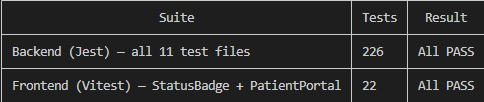 Suite Tests Result
Backend (Jest) — all 11 test files 226 All PASS
Frontend (Vitest) — StatusBadge + PatientPortal 22 All PASS